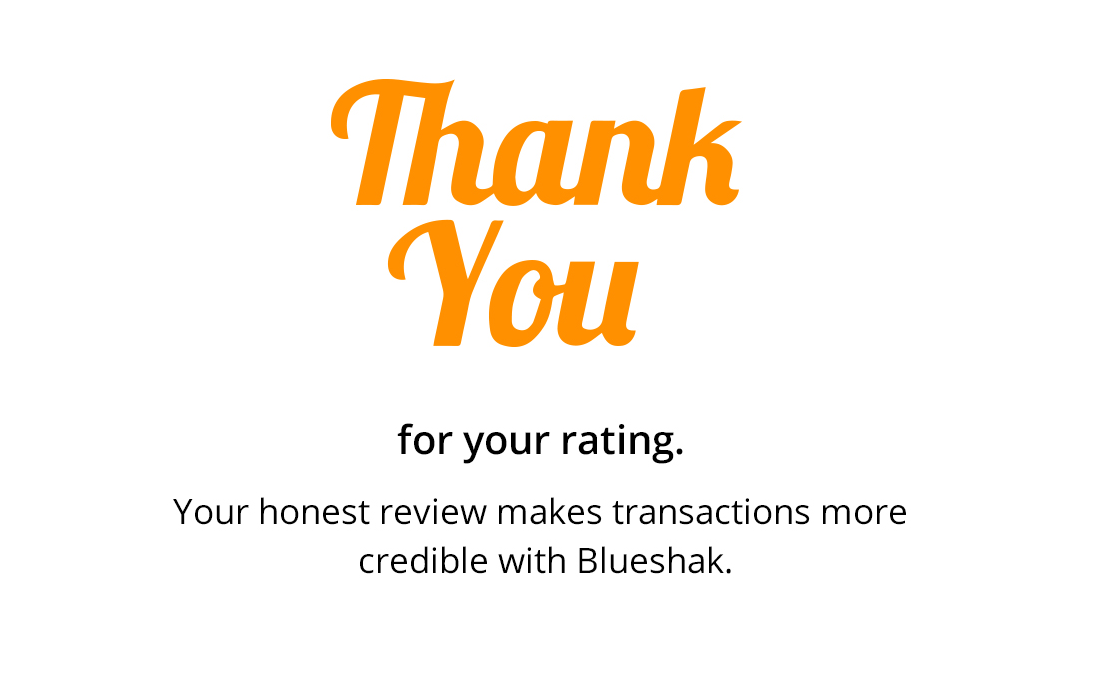 Thank
You
for your rating.
Your honest review makes transactions more
credible with Blueshak.